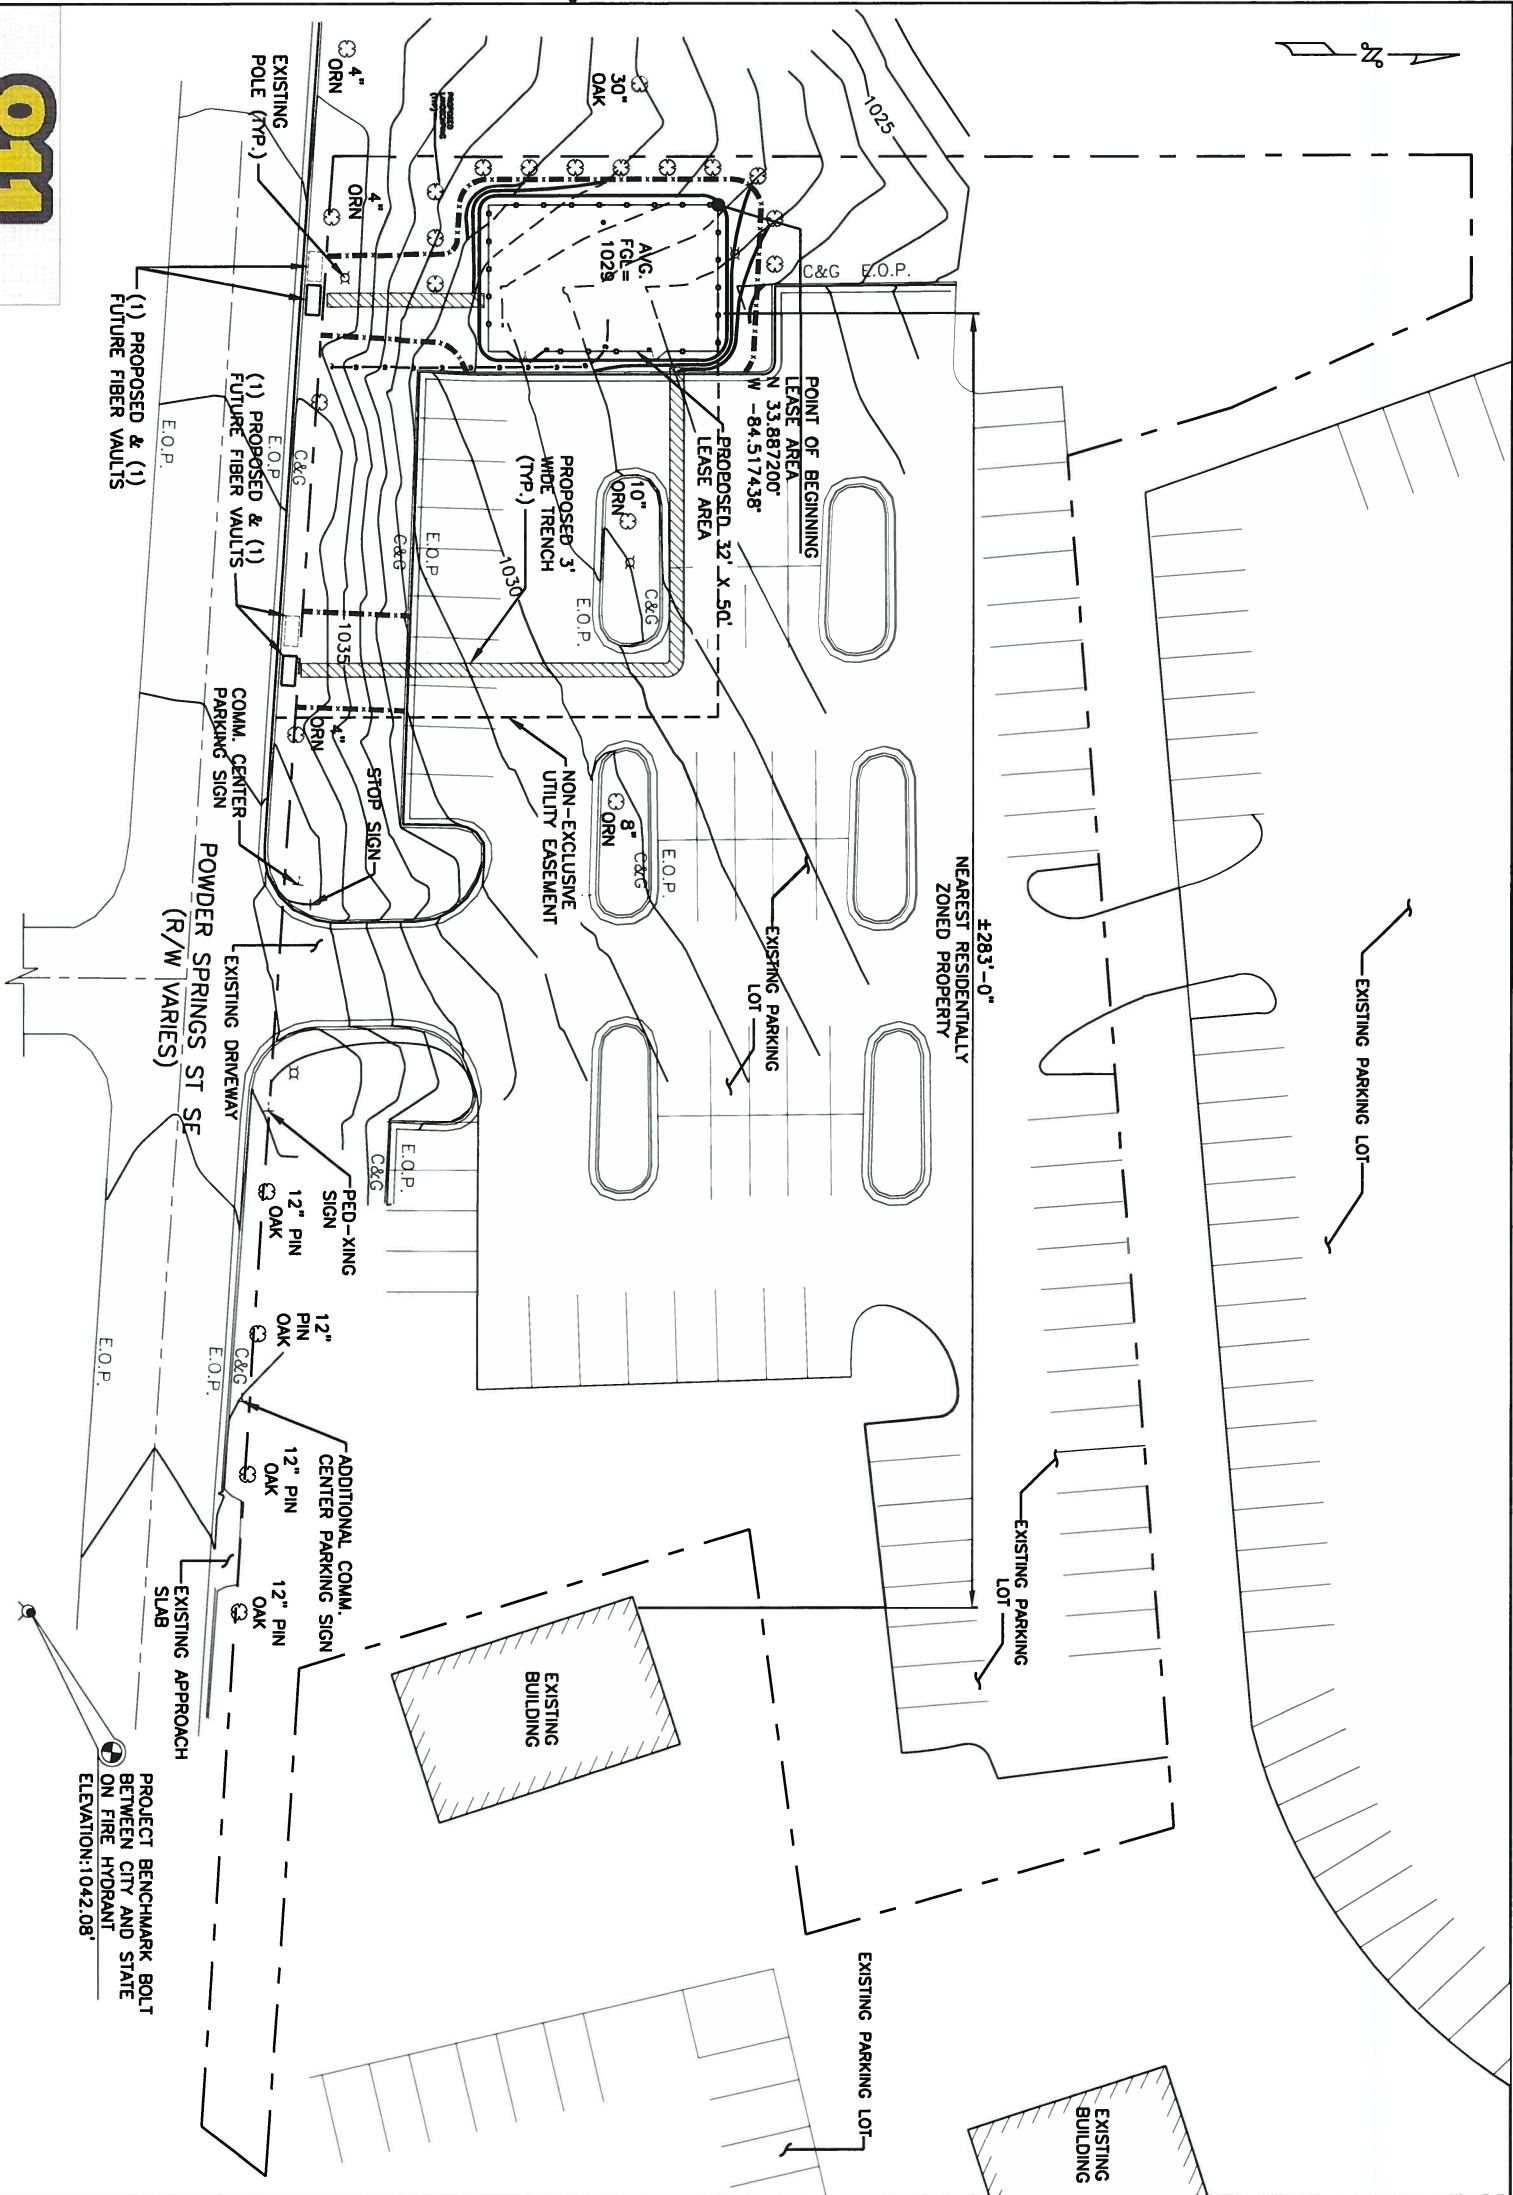 011
1025
4"
ORN
30"
OAK
EXISTING
POLE (TYP.)
PROPOSED
LANDSCAPING
(TYP.)
4"
ORN
AVG.
FGL=
1029
C&G
E.O.P.
(1) PROPOSED & (1)
FUTURE FIBER VAULTS
(1) PROPOSED & (1)
FUTURE FIBER VAULTS
E.O.P.
E.O.P.
C&G
POINT OF BEGINNING
LEASE AREA
N 33.887200°
W -84.517438°
PROPOSED 32' X 50'
LEASE AREA
PROPOSED 3'
WIDE TRENCH
(TYP.)
10"
ORN
C&G
E.O.P.
E.O.P.
C&G
1030
1035
4"
ORN
COMM. CENTER
PARKING SIGN
STOP SIGN
NON-EXCLUSIVE
UTILITY EASEMENT
8"
ORN
C&G
E.O.P.
EXISTING PARKING
LOT
±283'-0"
NEAREST RESIDENTIALLY
ZONED PROPERTY
EXISTING PARKING LOT
POWDER SPRINGS ST SE
(R/W VARIES)
EXISTING DRIVEWAY
E.O.P.
C&G
PED-XING
SIGN
12" PIN
OAK
12"
PIN
OAK
E.O.P.
E.O.P.
C&G
ADDITIONAL COMM.
CENTER PARKING SIGN
12" PIN
OAK
12" PIN
OAK
EXISTING APPROACH
SLAB
EXISTING PARKING
LOT
EXISTING
BUILDING
PROJECT BENCHMARK BOLT
BETWEEN CITY AND STATE
ON FIRE HYDRANT
ELEVATION:1042.08'
EXISTING PARKING LOT
EXISTING
BUILDING